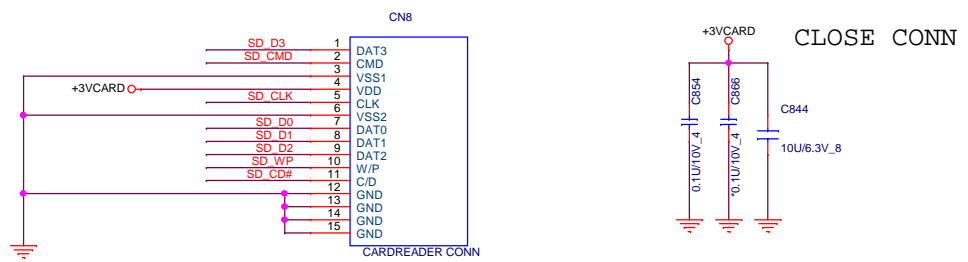 CN8
SD_D3 1 DAT3
SD_CMD 2 CMD
3 VSS1
+3VCARD 4 VDD
SD_CLK 5 CLK
6 VSS2
SD_D0 7 DAT0
SD_D1 8 DAT1
SD_D2 9 DAT2
SD_WP 10 W/P
SD_CD# 11 C/D
12 GND
13 GND
14 GND
15 GND
CARDREADER CONN
+3VCARD
CLOSE CONN
C854
0.1U/10V_4
C866
*0.1U/10V_4
C844
10U/6.3V_8